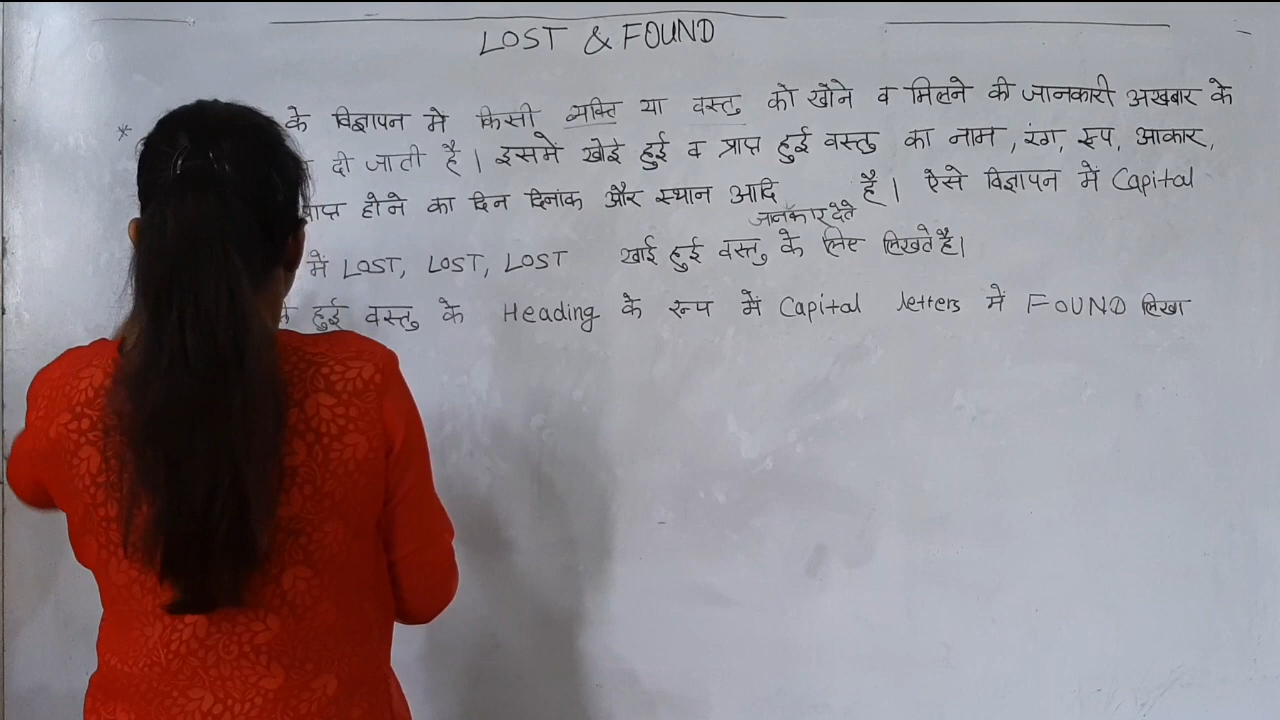 LOST & FOUND
* के विज्ञापन में किसी व्यक्ति या वस्तु को खोने व मिलने की जानकारी अखबार के
दी जाती है । इसमें खोई हुई व प्राप्त हुई वस्तु का नाम , रंग, रूप, आकार,
होने का दिन दिनांक और स्थान आदि है । ऐसे विज्ञापन में Capital
जानकार देते
में LOST, LOST, LOST खाई हुई वस्तु के लिए लिखते है।
हुई वस्तु के Heading के रूप में Capital letters में FOUND लिखा